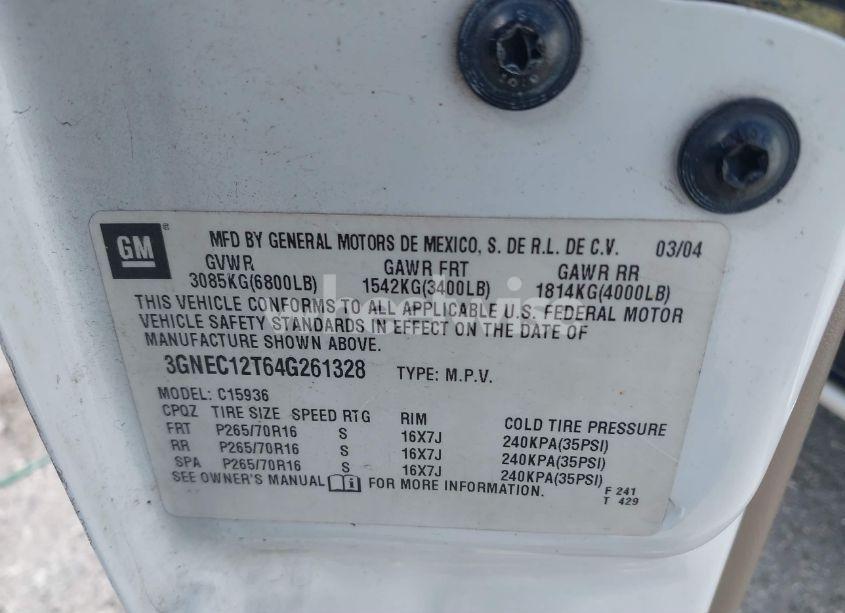 GM
MFD BY GENERAL MOTORS DE MEXICO, S. DE R.L. DE C.V. 03/04
GVWR GAWR FRT GAWR RR
3085KG(6800LB) 1542KG(3400LB) 1814KG(4000LB)
THIS VEHICLE CONFORMS TO ALL APPLICABLE U.S. FEDERAL MOTOR
VEHICLE SAFETY STANDARDS IN EFFECT ON THE DATE OF
MANUFACTURE SHOWN ABOVE.
3GNEC12T64G261328 TYPE: M.P.V.
MODEL: C15936
CPQZ TIRE SIZE SPEED RTG RIM COLD TIRE PRESSURE
FRT P265/70R16 S 16X7J 240KPA(35PSI)
RR P265/70R16 S 16X7J 240KPA(35PSI)
SPA P265/70R16 S 16X7J 240KPA(35PSI)
SEE OWNER'S MANUAL FOR MORE INFORMATION.
F 241
T 429